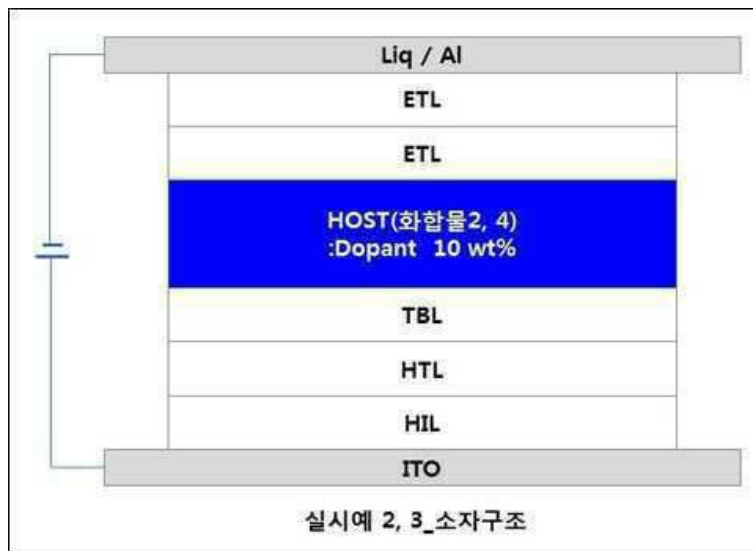 Liq / Al
ETL
ETL
HOST(화합물2, 4)
:Dopant 10 wt%
TBL
HTL
HIL
ITO
실시예 2, 3_소자구조